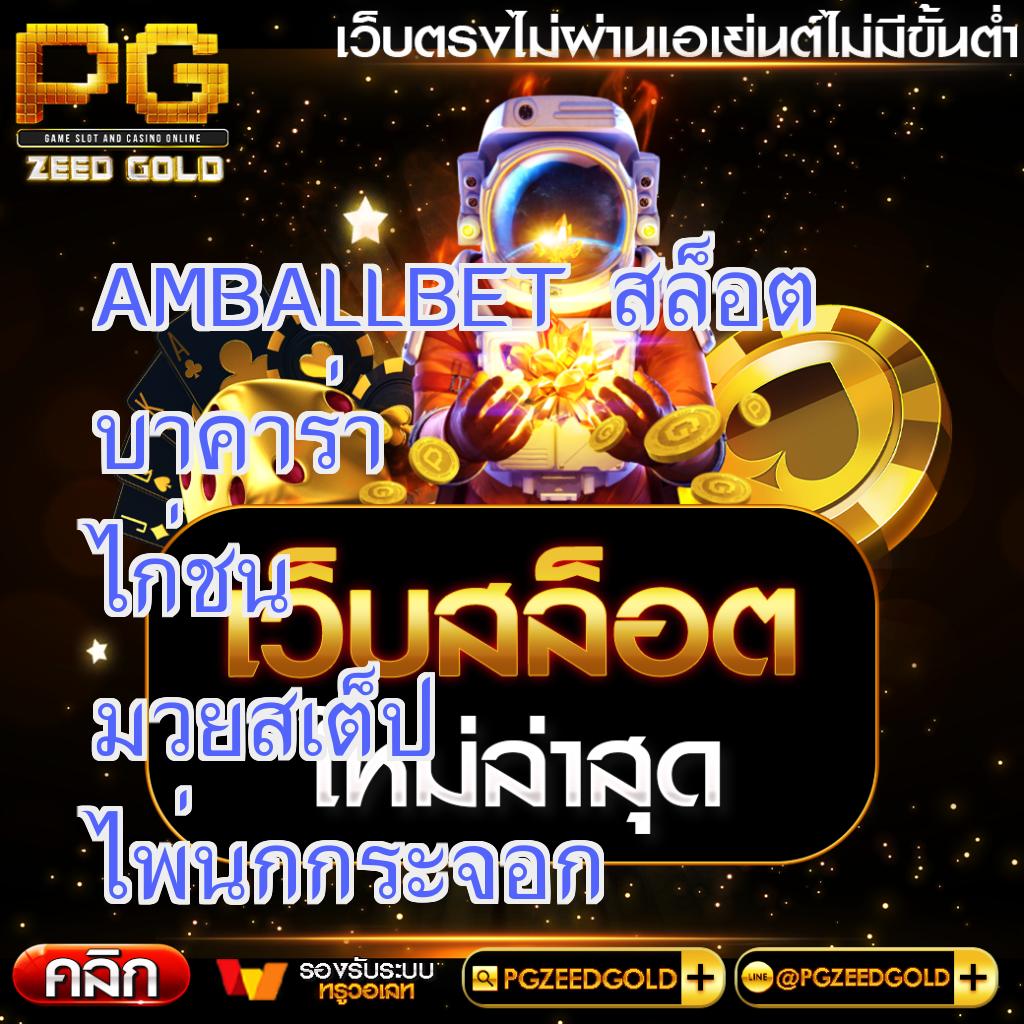 เว็บตรงไม่ผ่านเอเย่นต์ไม่มีขั้นต่ำ
PG
GAME SLOT AND CASINO ONLINE
ZEED GOLD
AMBALLBET สล็อต
บาคาร่า
ไก่ชน
เว็บสล็อต
มวยสเต็ป
ใหม่ล่าสุด
ไพ่นกกระจอก
คลิก
รองรับระบบ
ทรูวอเลท
PGZEEDGOLD
LINE @PGZEEDGOLD